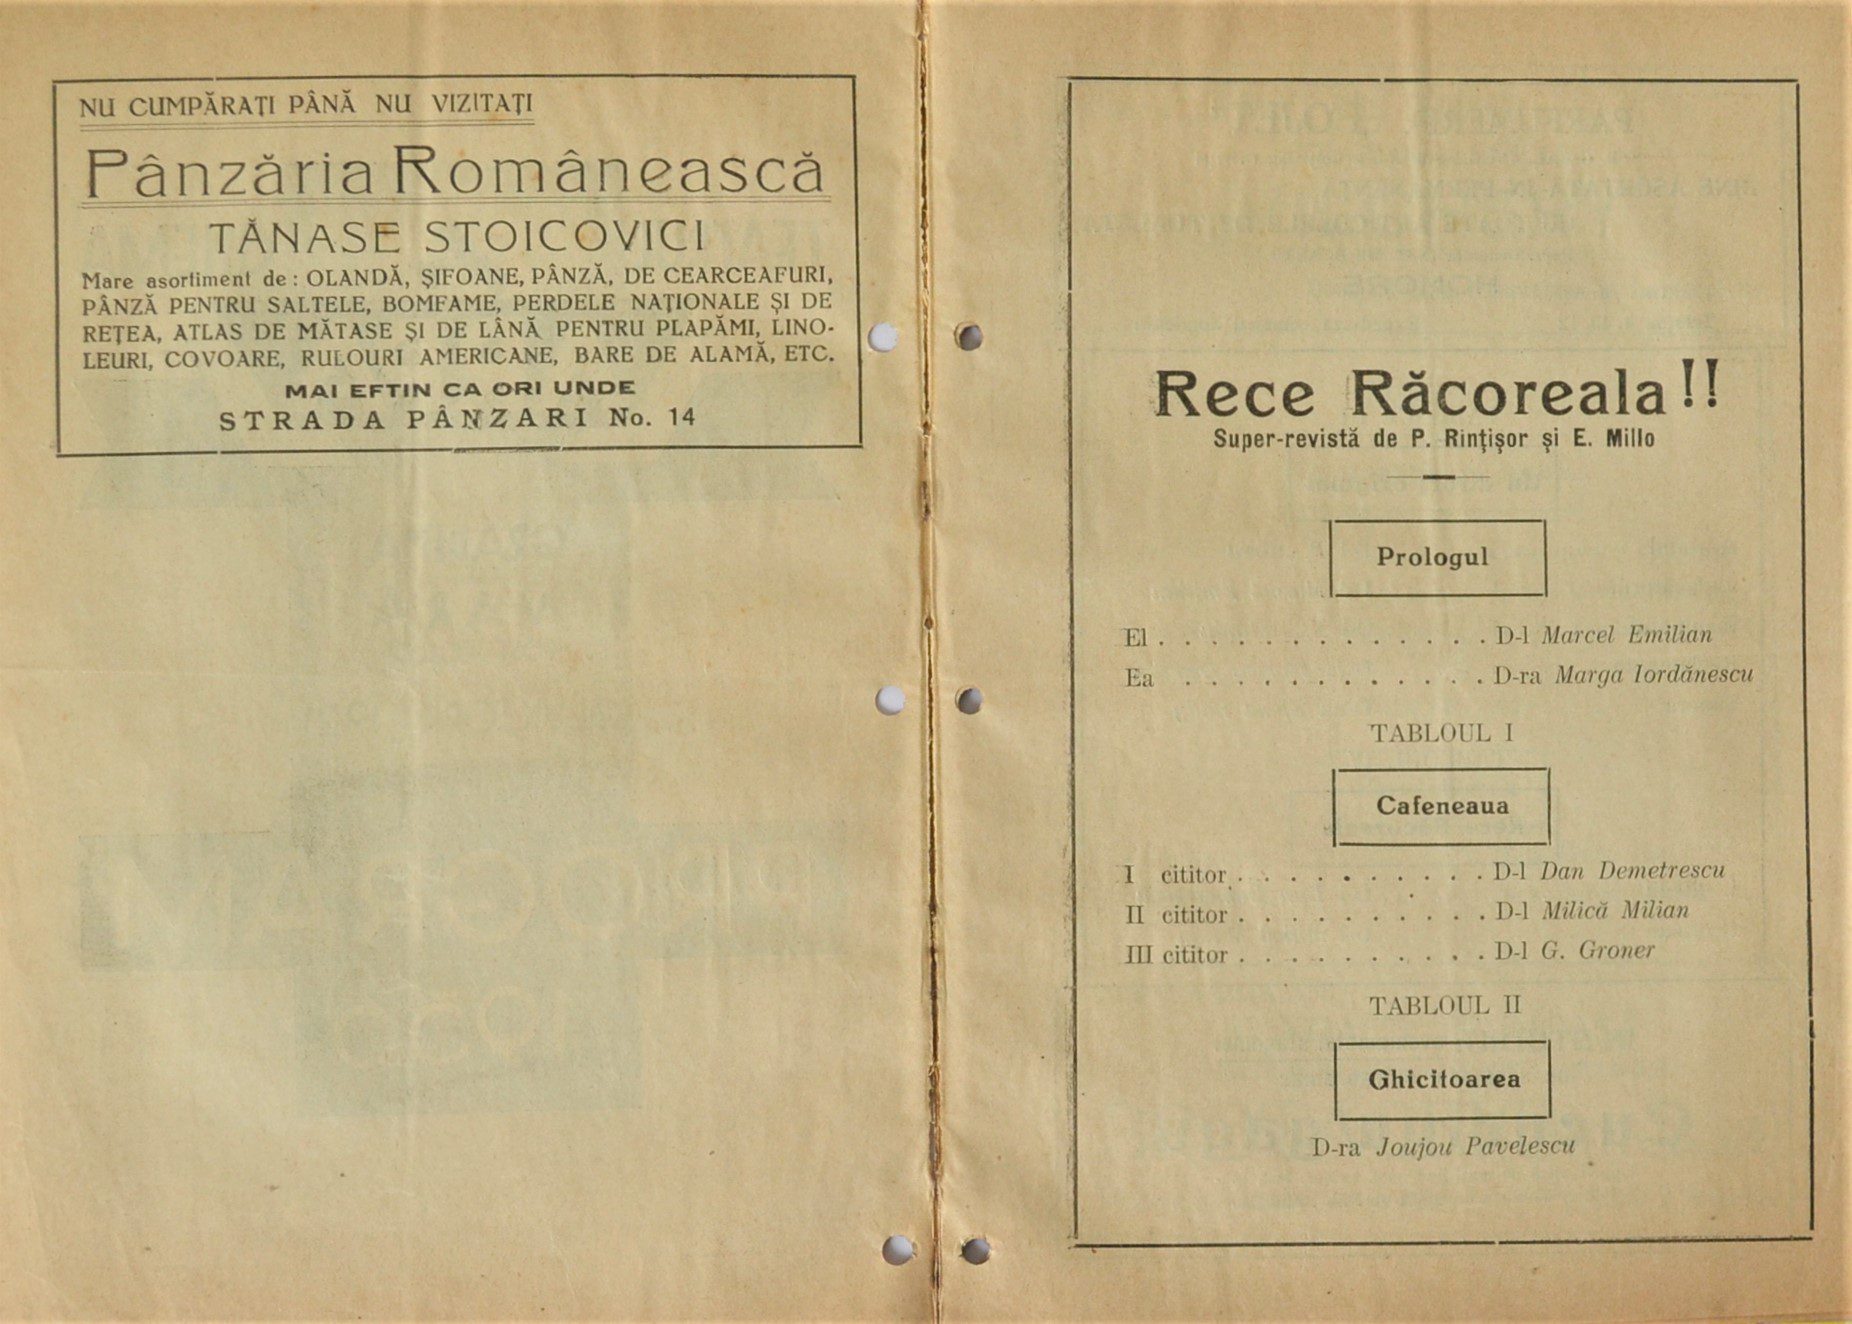 NU CUMPĂRAȚI PÂNĂ NU VIZITAȚI
Pânzăria Românească
TĂNASE STOICOVICI
Mare asortiment de: OLANDĂ, ȘIFOANE, PÂNZĂ, DE CEARCEAFURI,
PÂNZĂ PENTRU SALTELE, BOMFAME, PERDELE NAȚIONALE ȘI DE
REȚEA, ATLAS DE MĂTASE ȘI DE LÂNĂ PENTRU PLAPĂMI, LINO-
LEURI, COVOARE, RULOURI AMERICANE, BARE DE ALAMĂ, ETC.
MAI EFTIN CA ORI UNDE
STRADA PÂNZARI No. 14
Rece Răcoreala!!
Super-revistă de P. Rintișor și E. Millo
Prologul
El . . . . . . . . . . . . . D-l Marcel Emilian
Ea . . . . . . . . . . . . D-ra Marga Iordănescu
TABLOUL I
Cafeneaua
I cititor . . . . . . . . . . D-l Dan Demetrescu
II cititor . . . . . . . . . . D-l Milică Milian
III cititor . . . . . . . . . . D-l G. Groner
TABLOUL II
Ghicitoarea
D-ra Joujou Pavelescu